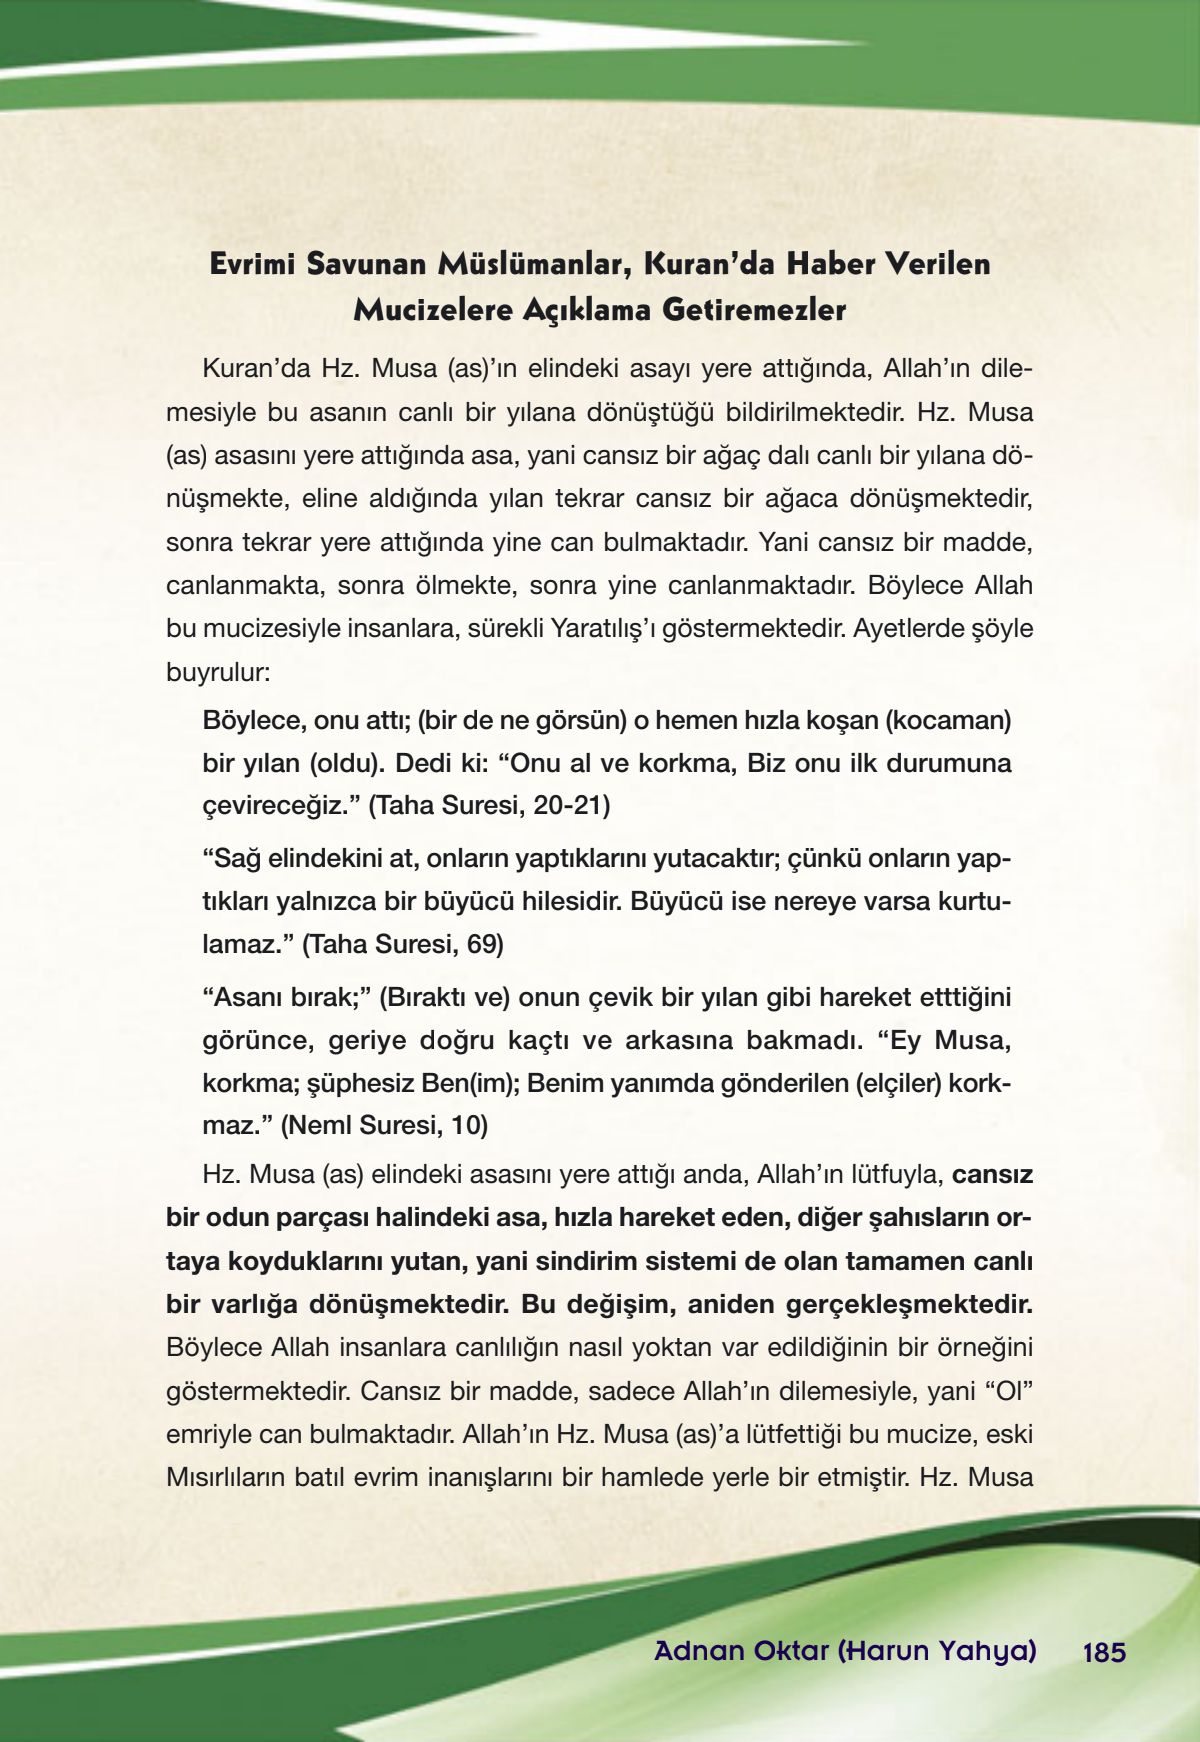 Evrimi Savunan Müslümanlar, Kuran’da Haber Verilen
Mucizelere Açıklama Getiremezler
Kuran’da Hz. Musa (as)’ın elindeki asayı yere attığında, Allah’ın dile-
mesiyle bu asanın canlı bir yılana dönüştüğü bildirilmektedir. Hz. Musa
(as) asasını yere attığında asa, yani cansız bir ağaç dalı canlı bir yılana dö-
nüşmekte, eline aldığında yılan tekrar cansız bir ağaca dönüşmektedir,
sonra tekrar yere attığında yine can bulmaktadır. Yani cansız bir madde,
canlanmakta, sonra ölmekte, sonra yine canlanmaktadır. Böylece Allah
bu mucizesiyle insanlara, sürekli Yaratılış’ı göstermektedir. Ayetlerde şöyle
buyrulur:
Böylece, onu attı; (bir de ne görsün) o hemen hızla koşan (kocaman)
bir yılan (oldu). Dedi ki: “Onu al ve korkma, Biz onu ilk durumuna
çevireceğiz.” (Taha Suresi, 20-21)
“Sağ elindekini at, onların yaptıklarını yutacaktır; çünkü onların yap-
tıkları yalnızca bir büyücü hilesidir. Büyücü ise nereye varsa kurtu-
lamaz.” (Taha Suresi, 69)
“Asanı bırak;” (Bıraktı ve) onun çevik bir yılan gibi hareket etttiğini
görünce, geriye doğru kaçtı ve arkasına bakmadı. “Ey Musa,
korkma; şüphesiz Ben(im); Benim yanımda gönderilen (elçiler) kork-
maz.” (Neml Suresi, 10)
Hz. Musa (as) elindeki asasını yere attığı anda, Allah’ın lütfuyla, cansız
bir odun parçası halindeki asa, hızla hareket eden, diğer şahısların or-
taya koyduklarını yutan, yani sindirim sistemi de olan tamamen canlı
bir varlığa dönüşmektedir. Bu değişim, aniden gerçekleşmektedir.
Böylece Allah insanlara canlılığın nasıl yoktan var edildiğinin bir örneğini
göstermektedir. Cansız bir madde, sadece Allah’ın dilemesiyle, yani “Ol”
emriyle can bulmaktadır. Allah’ın Hz. Musa (as)’a lütfettiği bu mucize, eski
Mısırlıların batıl evrim inanışlarını bir hamlede yerle bir etmiştir. Hz. Musa
Adnan Oktar (Harun Yahya) 185